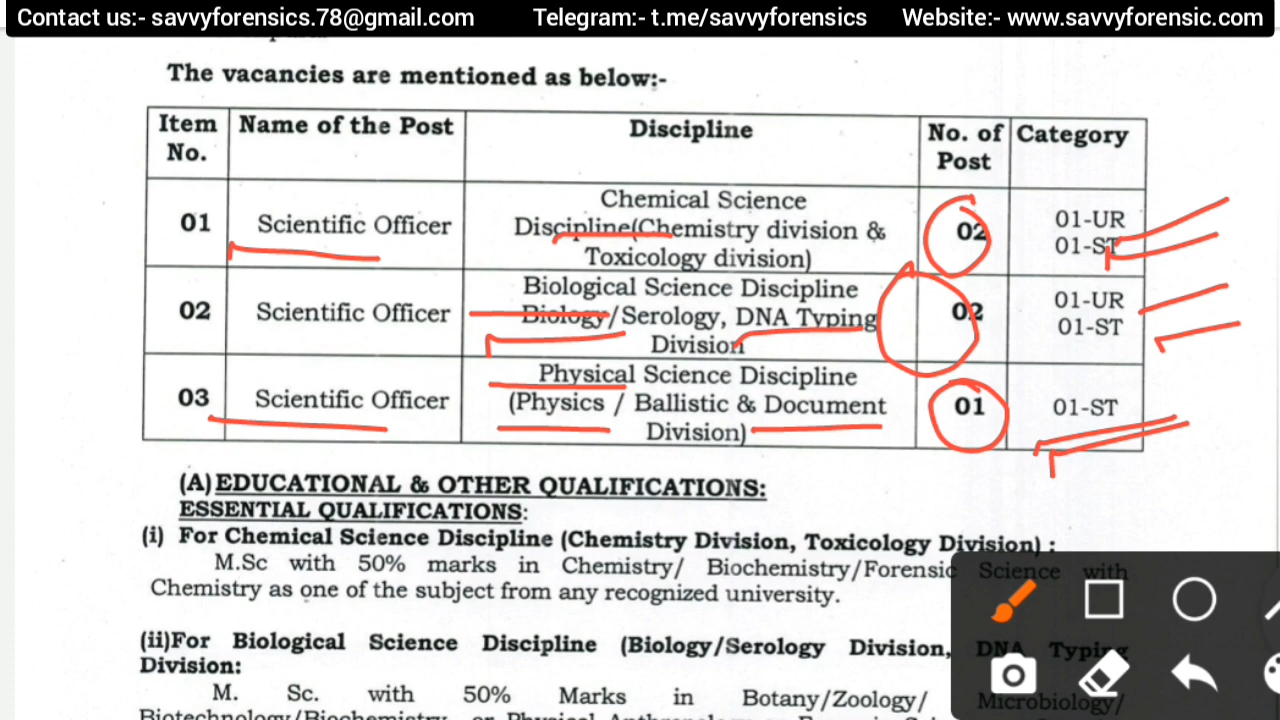 Contact us:- savvyforensics.78@gmail.com Telegram:- t.me/savvyforensics Website:- www.savvyforensic.com
The vacancies are mentioned as below:-
Item No. Name of the Post Discipline No. of Post Category
01 Scientific Officer Chemical Science Discipline(Chemistry division & Toxicology division) 02 01-UR 01-ST
02 Scientific Officer Biological Science Discipline Biology/Serology, DNA Typing Division 02 01-UR 01-ST
03 Scientific Officer Physical Science Discipline (Physics / Ballistic & Document Division) 01 01-ST
(A)EDUCATIONAL & OTHER QUALIFICATIONS:
ESSENTIAL QUALIFICATIONS:
(i) For Chemical Science Discipline (Chemistry Division, Toxicology Division) :
M.Sc with 50% marks in Chemistry/ Biochemistry/Forensic Science with
Chemistry as one of the subject from any recognized university.
(ii)For Biological Science Discipline (Biology/Serology Division, DNA Typing
Division:
M. Sc. with 50% Marks in Botany/Zoology/ Microbiology/
Biotechnology/Biochemistry or Physical Anthropology or